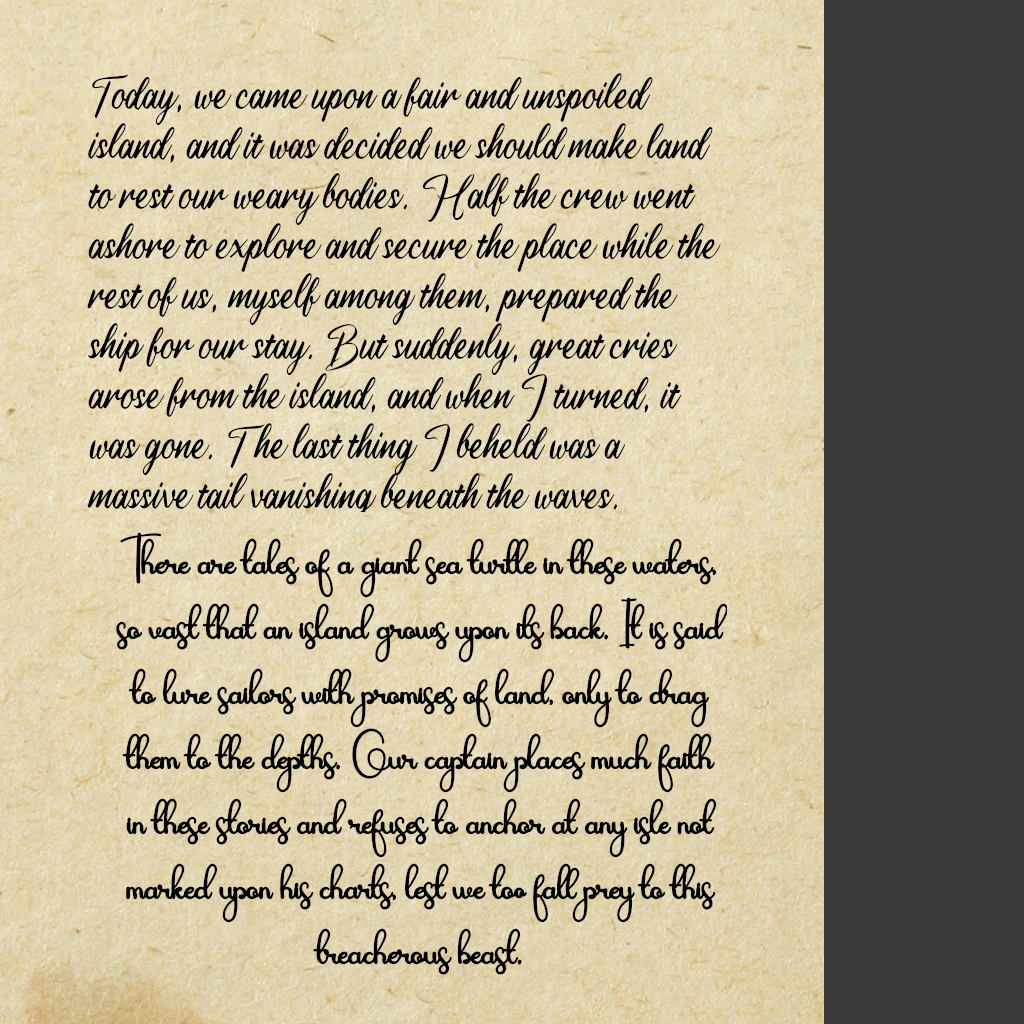 Today, we came upon a fair and unspoiled
island, and it was decided we should make land
to rest our weary bodies. Half the crew went
ashore to explore and secure the place while the
rest of us, myself among them, prepared the
ship for our stay. But suddenly, great cries
arose from the island, and when I turned, it
was gone. The last thing I beheld was a
massive tail vanishing beneath the waves.
There are tales of a giant sea turtle in these waters,
so vast that an island grows upon its back. It is said
to lure sailors with promises of land, only to drag
them to the depths. Our captain places much faith
in these stories and refuses to anchor at any isle not
marked upon his charts, lest we too fall prey to this
treacherous beast.